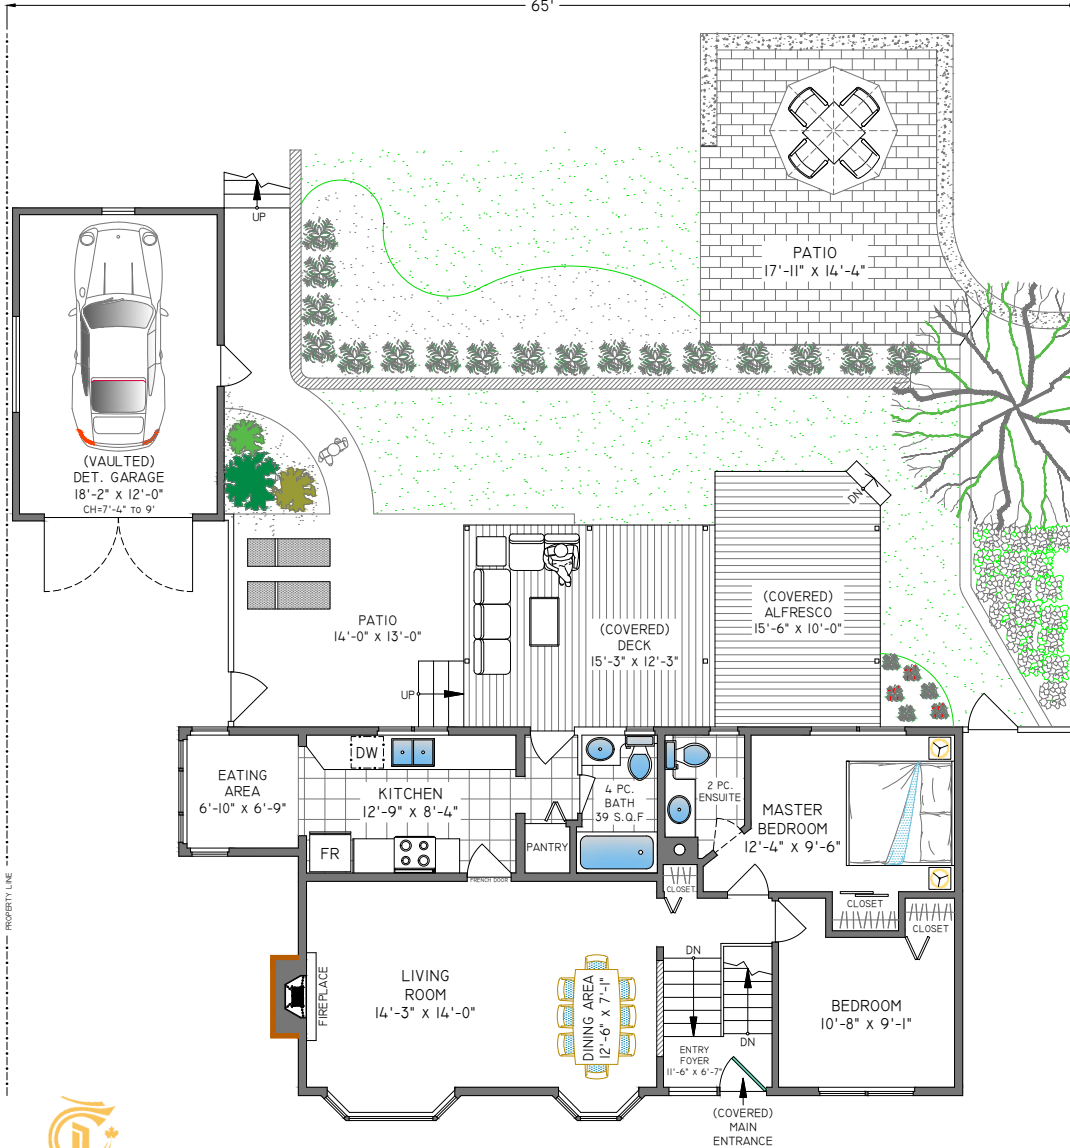 65'
UP
PATIO
17'-11" x 14'-4"
(VAULTED)
DET. GARAGE
18'-2" x 12'-0"
CH=7'-4" TO 9'
DN
(COVERED)
ALFRESCO
15'-6" x 10'-0"
PATIO
14'-0" x 13'-0"
(COVERED)
DECK
15'-3" x 12'-3"
UP
DW
EATING
AREA
6'-10" x 6'-9"
KITCHEN
12'-9" x 8'-4"
4 PC.
BATH
39 S.Q.F
2 PC.
ENSUITE
MASTER
BEDROOM
12'-4" x 9'-6"
FR
PANTRY
FRENCH DOOR
CLOSET
CLOSET
CLOSET
PROPERTY LINE
DN
LIVING
ROOM
14'-3" x 14'-0"
FIREPLACE
DINING AREA
12'-6" x 7'-1"
BEDROOM
10'-8" x 9'-1"
DN
ENTRY
FOYER
11'-6" x 6'-7"
(COVERED)
MAIN
ENTRANCE